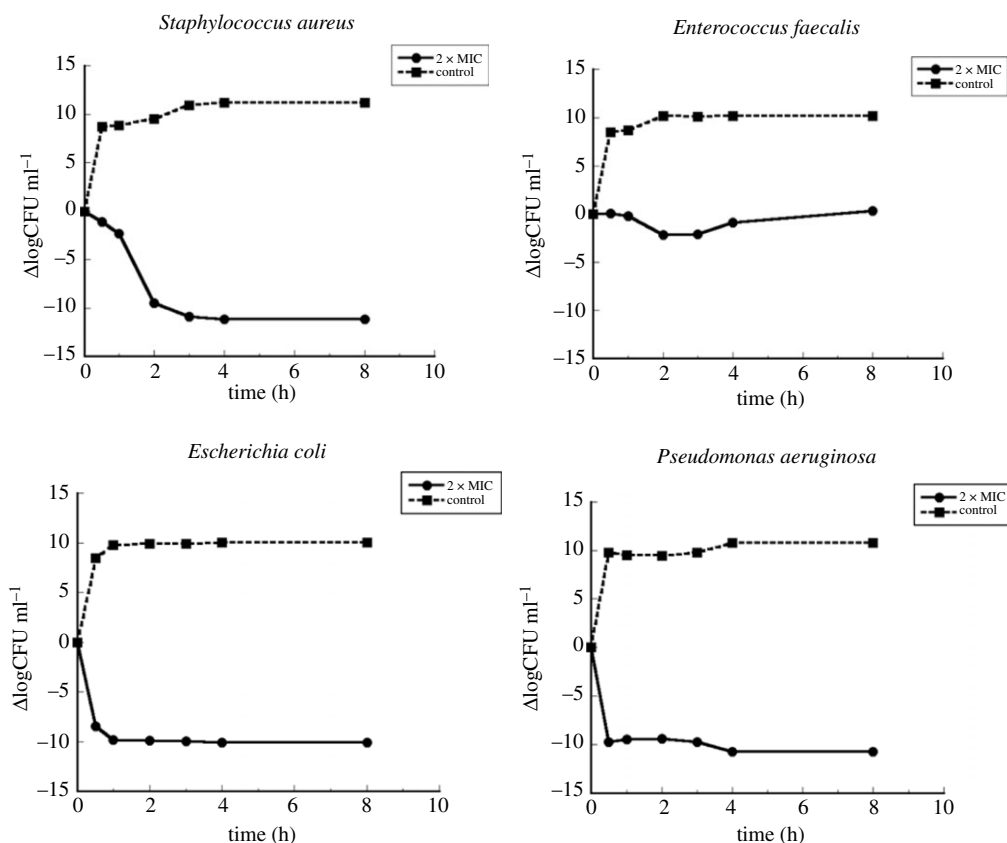 Staphylococcus aureus
2 × MIC
control
15
10
5
0
−5
−10
−15
ΔlogCFU ml⁻¹
0 2 4 6 8 10
time (h)
Enterococcus faecalis
2 × MIC
control
15
10
5
0
−5
−10
−15
ΔlogCFU ml⁻¹
0 2 4 6 8 10
time (h)
Escherichia coli
2 × MIC
control
15
10
5
0
−5
−10
−15
ΔlogCFU ml⁻¹
0 2 4 6 8 10
time (h)
Pseudomonas aeruginosa
2 × MIC
control
15
10
5
0
−5
−10
−15
ΔlogCFU ml⁻¹
0 2 4 6 8 10
time (h)